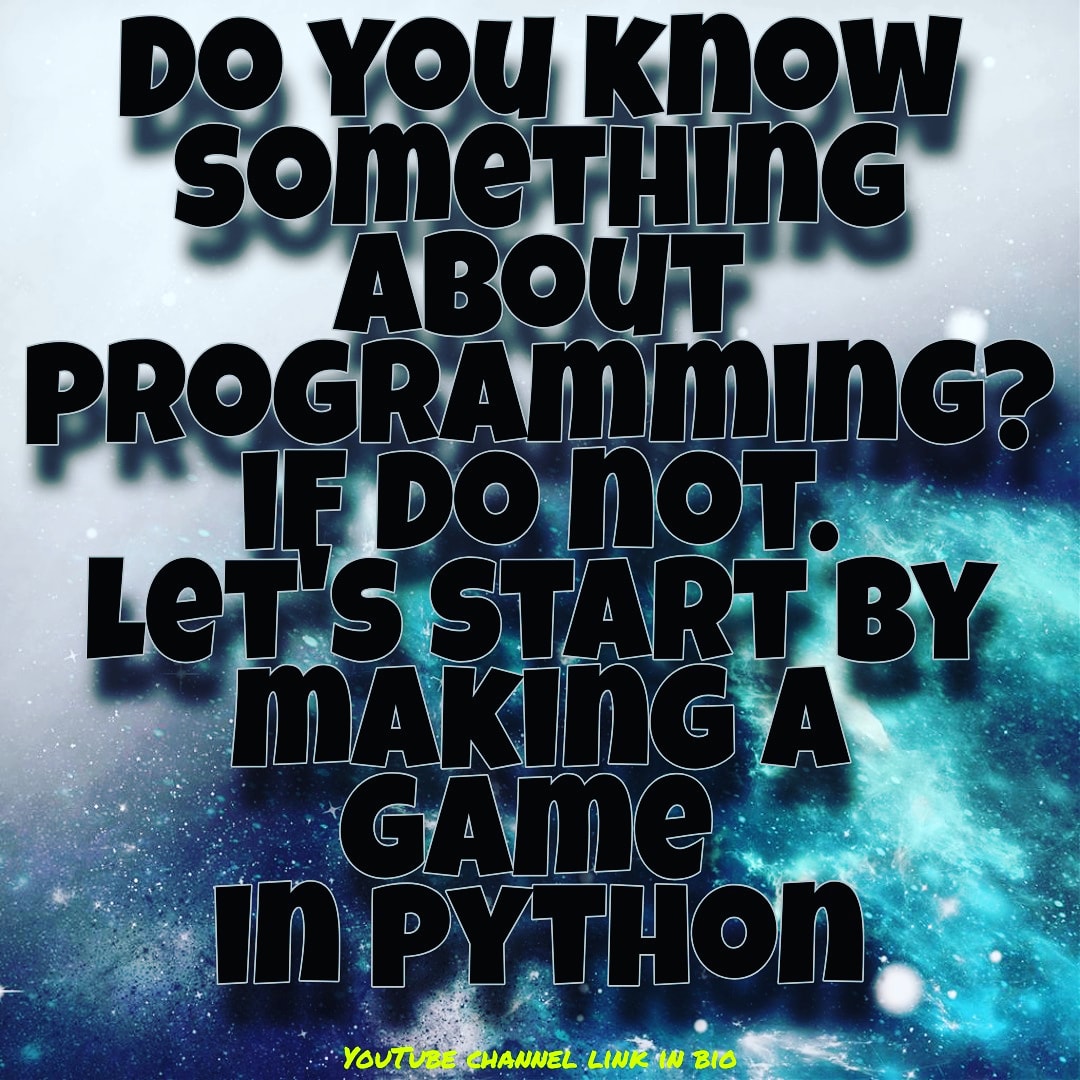 DO YOU KNOW
SOMETHING
ABOUT
PROGRAMMING?
IF DO NOT.
LET'S START BY
MAKING A
GAME
IN PYTHON
YOUTUBE CHANNEL LINK IN BIO